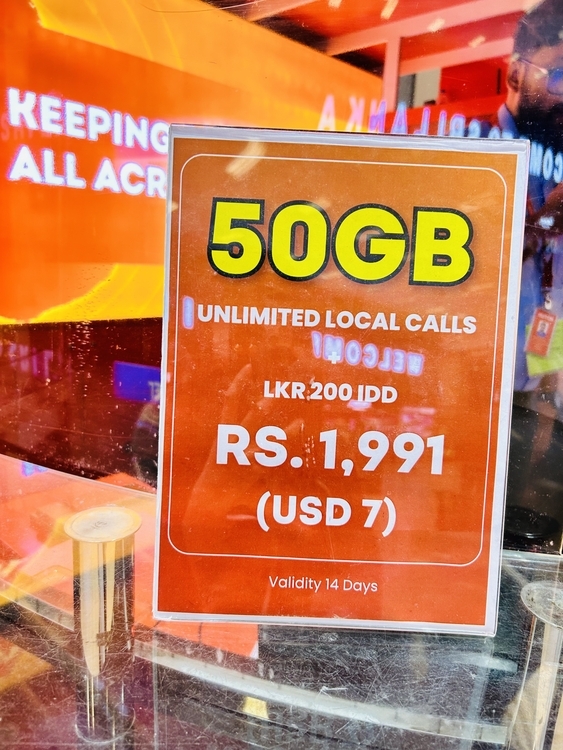 KEEPING
ALL ACR
50GB
UNLIMITED LOCAL CALLS
+
LKR 200 IDD
RS. 1,991
(USD 7)
Validity 14 Days